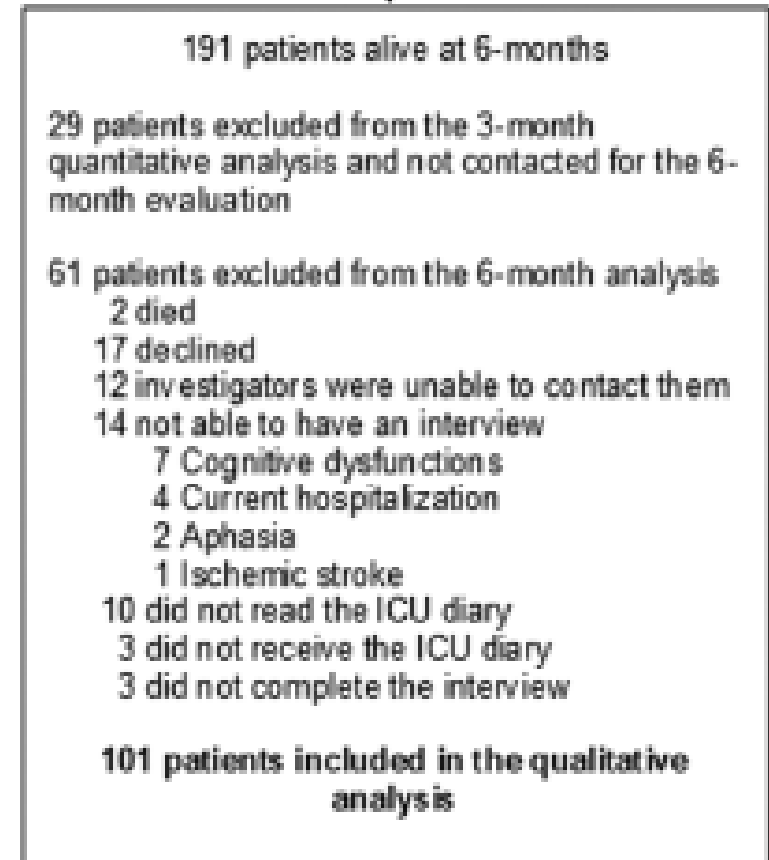 191 patients alive at 6-months
29 patients excluded from the 3-month
quantitative analysis and not contacted for the 6-
month evaluation
61 patients excluded from the 6-month analysis
2 died
17 declined
12 investigators were unable to contact them
14 not able to have an interview
7 Cognitive dysfunctions
4 Current hospitalization
2 Aphasia
1 Ischemic stroke
10 did not read the ICU diary
3 did not receive the ICU diary
3 did not complete the interview
101 patients included in the qualitative
analysis